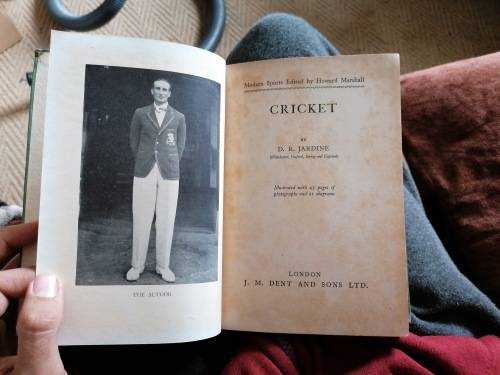 THE AUTHOR
Modern Sports Edited by Howard Marshall
CRICKET
BY
D. R. JARDINE
(Winchester, Oxford, Surrey and England)
Illustrated with 45 pages of
photographs and 21 diagrams
LONDON
J. M. DENT AND SONS LTD.